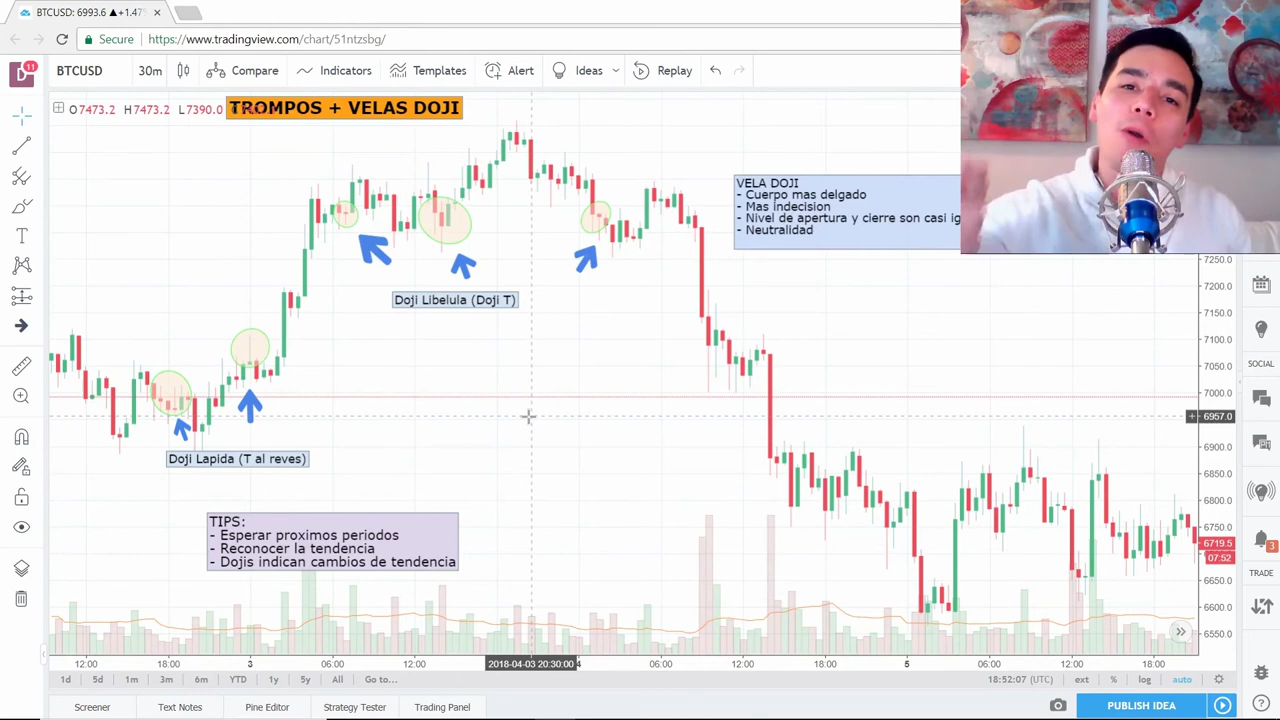 BTCUSD: 6993.6 ▲+1.47
Secure
https://www.tradingview.com/chart/51ntzsbg/
11
BTCUSD
30m
Compare
Indicators
Templates
Alert
Ideas
Replay
O7473.2 H7473.2 L7390.0
TROMPOS + VELAS DOJI
VELA DOJI
- Cuerpo mas delgado
- Mas indecision
- Nivel de apertura y cierre son casi ig
- Neutralidad
Doji Libelula (Doji T)
Doji Lapida (T al reves)
TIPS:
- Esperar proximos periodos
- Reconocer la tendencia
- Dojis indican cambios de tendencia
7250.0
7200.0
7150.0
7100.0
7050.0
7000.0
6957.0
6900.0
6850.0
6800.0
6750.0
6719.5
07:52
6650.0
6600.0
6550.0
SOCIAL
3
TRADE
12:00 18:00 3 06:00 12:00 2018-04-03 20:30:00 4 06:00 12:00 18:00 5 06:00 12:00 18:00
1d 5d 1m 3m 6m YTD 1y 5y All Go to...
18:52:07 (UTC) ext % log auto
Screener Text Notes Pine Editor Strategy Tester Trading Panel
PUBLISH IDEA